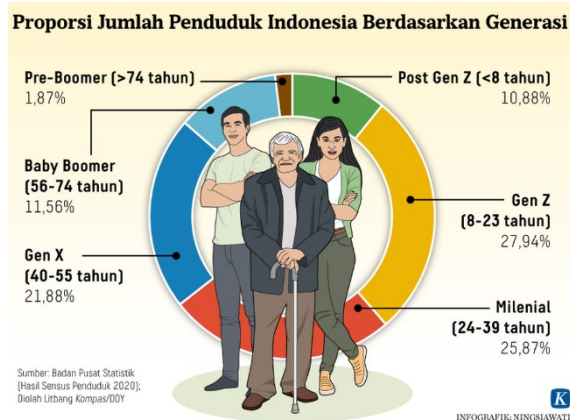 Proporsi Jumlah Penduduk Indonesia Berdasarkan Generasi
Pre-Boomer (>74 tahun)
1,87%
Post Gen Z (<8 tahun)
10,88%
Baby Boomer
(56-74 tahun)
11,56%
Gen Z
(8-23 tahun)
27,94%
Gen X
(40-55 tahun)
21,88%
Milenial
(24-39 tahun)
25,87%
Sumber: Badan Pusat Statistik
(Hasil Sensus Penduduk 2020);
Diolah Litbang Kompas/DDY
K
INFOGRAFIK: NINGSIAWATI